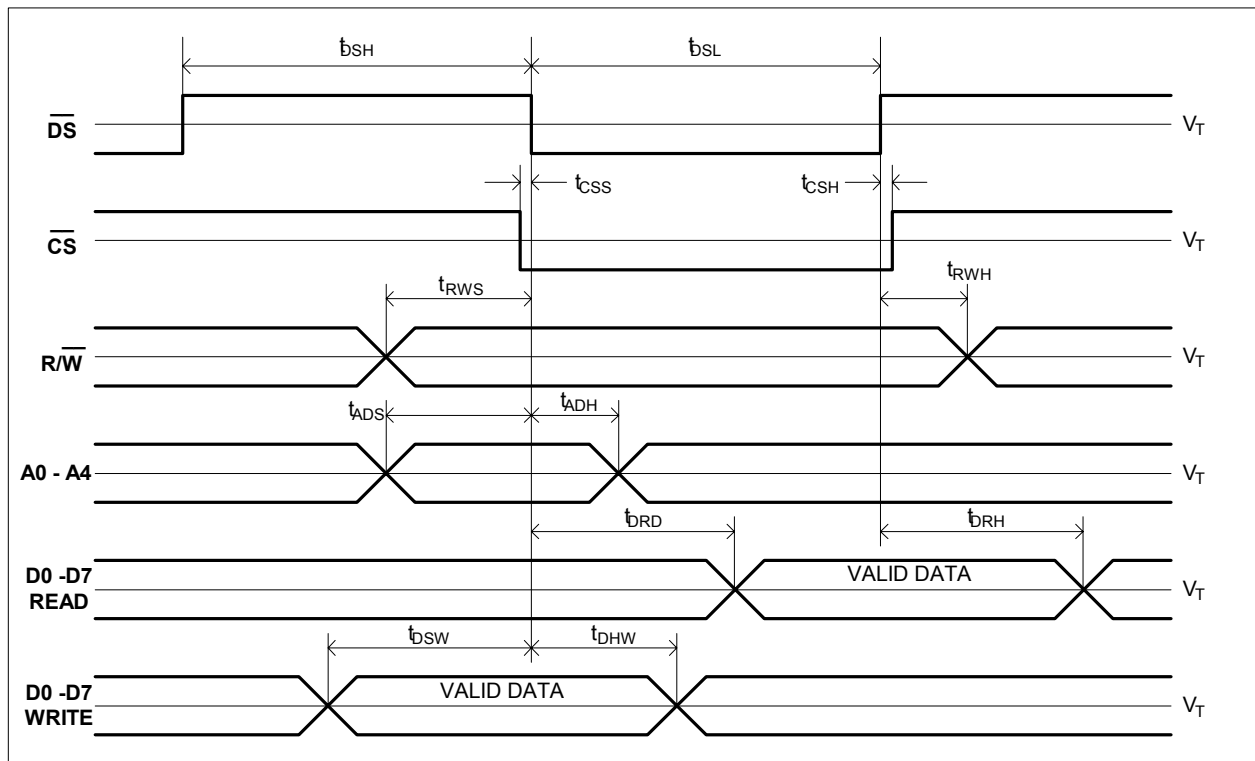 tDSH
tDSL
DS
VT
tCSS
tCSH
CS
VT
tRWS
tRWH
R/W
VT
tADS
tADH
A0 - A4
VT
tDRD
tDRH
D0 -D7
READ
VALID DATA
VT
tDSW
tDHW
D0 -D7
WRITE
VALID DATA
VT